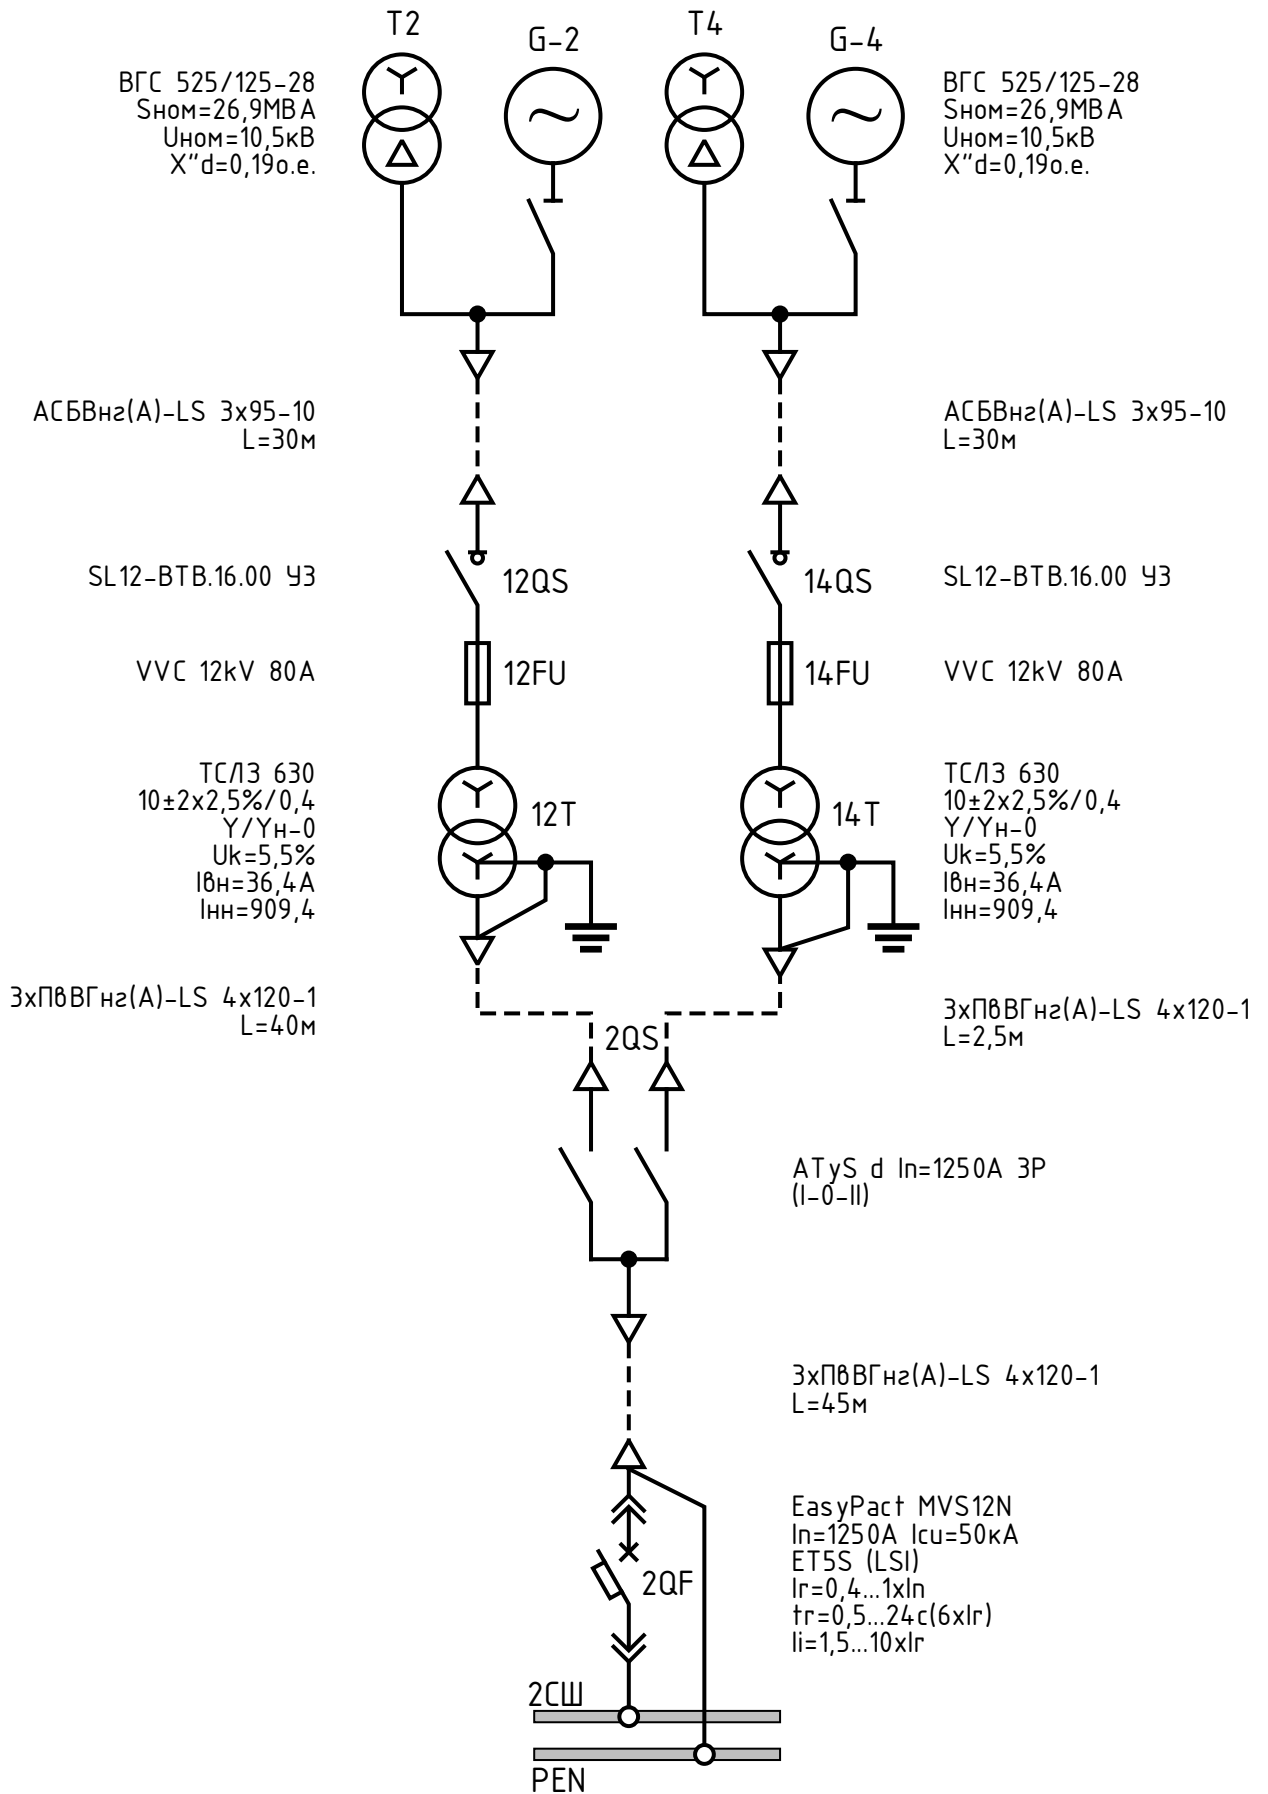 T2
G-2
T4
G-4
ВГС 525/125-28
Sном=26,9МВА
Uном=10,5кВ
X"d=0,19о.е.
ВГС 525/125-28
Sном=26,9МВА
Uном=10,5кВ
X"d=0,19о.е.
АСБВнг(А)-LS 3х95-10
L=30м
АСБВнг(А)-LS 3х95-10
L=30м
SL12-BTB.16.00 У3
12QS
14QS
SL12-BTB.16.00 У3
VVC 12kV 80A
12FU
14FU
VVC 12kV 80A
ТСЛЗ 630
10±2х2,5%/0,4
Y/Yн-0
Uk=5,5%
Iвн=36,4А
Iнн=909,4
12T
14T
ТСЛЗ 630
10±2х2,5%/0,4
Y/Yн-0
Uk=5,5%
Iвн=36,4А
Iнн=909,4
3хПвВГнг(А)-LS 4х120-1
L=40м
2QS
3хПвВГнг(А)-LS 4х120-1
L=2,5м
ATyS d In=1250A 3P
(I-0-II)
3хПвВГнг(А)-LS 4х120-1
L=45м
EasyPact MVS12N
In=1250A Icu=50кА
ET5S (LSI)
Ir=0,4...1xIn
tr=0,5...24с(6xIr)
Ii=1,5...10xIr
2QF
2СШ
PEN